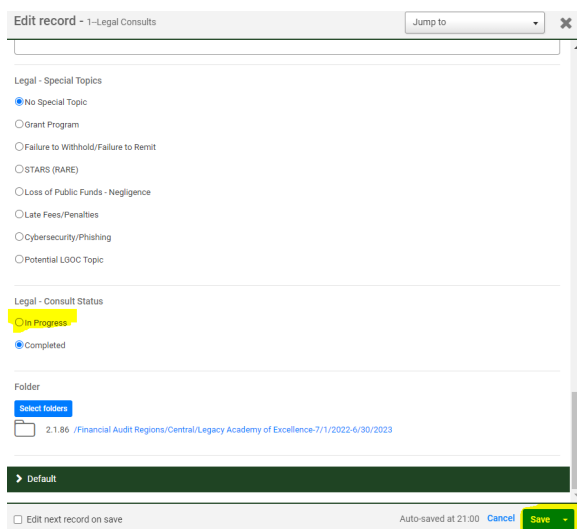 Edit record - 1--Legal Consults
Jump to
Legal - Special Topics
No Special Topic
Grant Program
Failure to Withhold/Failure to Remit
STARS (RARE)
Loss of Public Funds - Negligence
Late Fees/Penalties
Cybersecurity/Phishing
Potential LGOC Topic
Legal - Consult Status
In Progress
Completed
Folder
Select folders
2.1.86 /Financial Audit Regions/Central/Legacy Academy of Excellence-7/1/2022-6/30/2023
Default
Edit next record on save Auto-saved at 21:00 Cancel Save